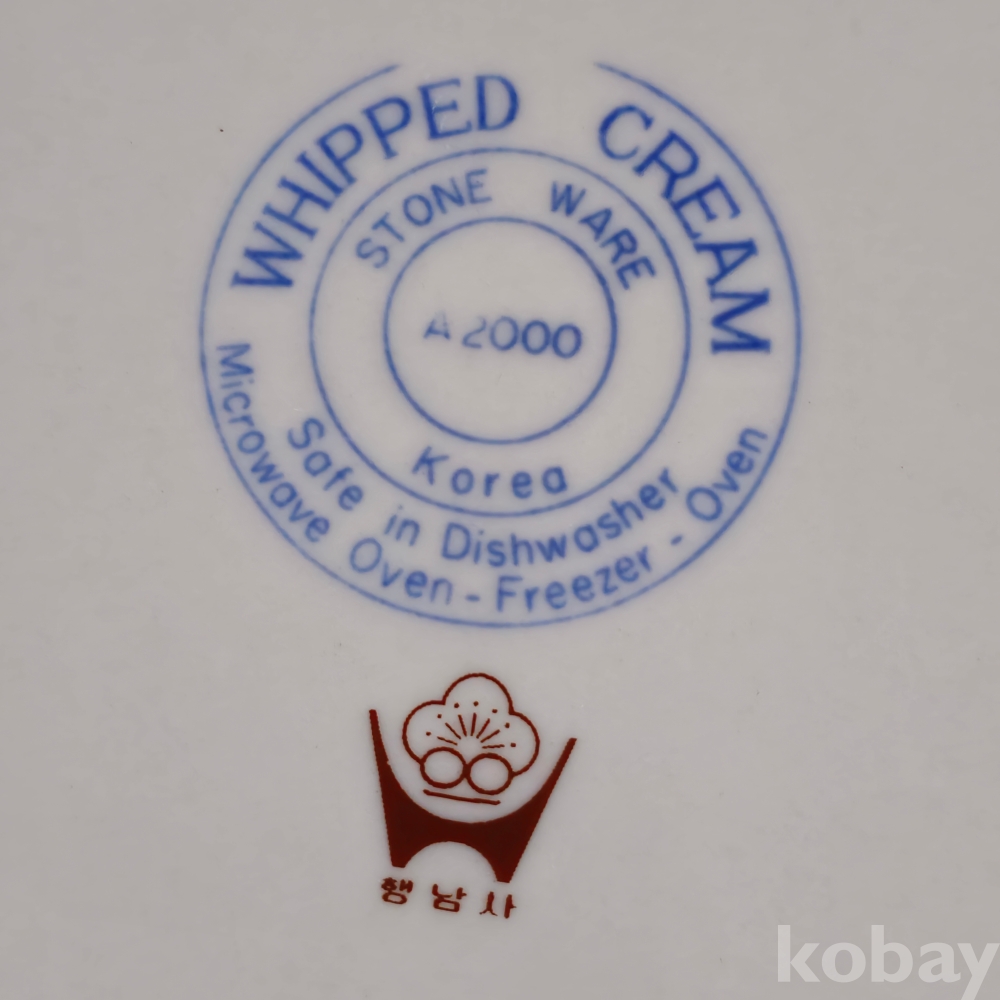 WHIPPED CREAM
STONE WARE
A2000
Korea
Safe in Dishwasher
Microwave Oven - Freezer - Oven
행남사
kobay